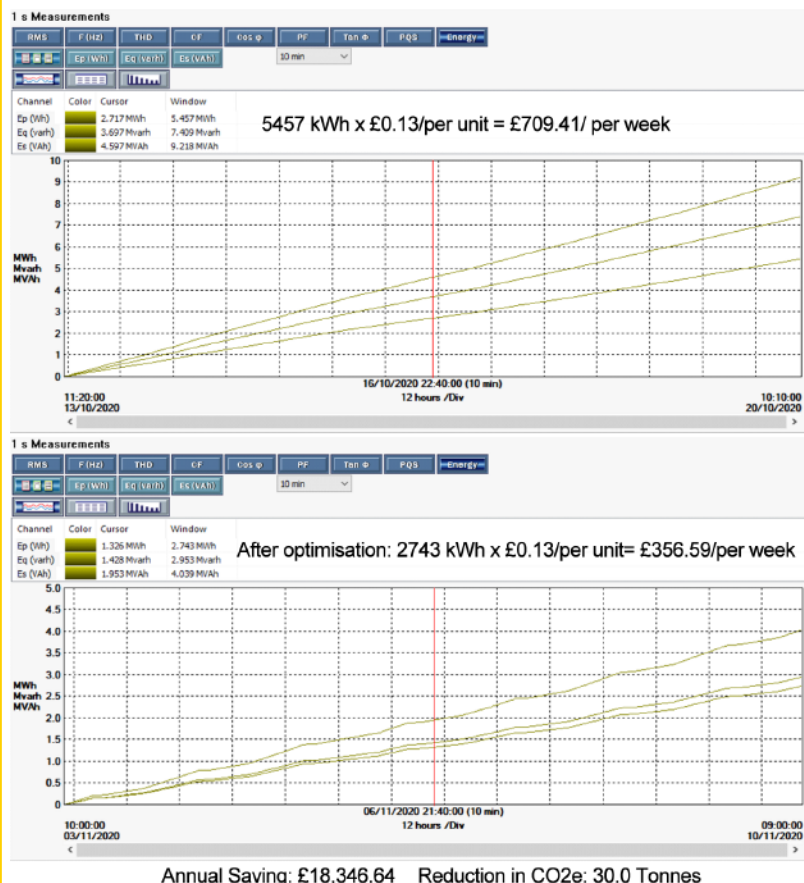 1 s Measurements
RMS F (Hz) THD CF Cos φ PF Tan Φ PQS Energy
Ep (Wh) Eq (varh) Es (VAh) 10 min
Channel Color Cursor Window
Ep (Wh) 2.717 MWh 5.457 MWh
Eq (varh) 3.697 Mvarh 7.409 Mvarh
Es (VAh) 4.597 MVAh 9.218 MVAh
5457 kWh x £0.13/per unit = £709.41/ per week
10
9
8
7
6
MWh
Mvarh
MVAh
5
4
3
2
1
0
16/10/2020 22:40:00 (10 min)
11:20:00 12 hours /Div 10:10:00
13/10/2020 20/10/2020
1 s Measurements
RMS F (Hz) THD CF Cos φ PF Tan Φ PQS Energy
Ep (Wh) Eq (varh) Es (VAh) 10 min
Channel Color Cursor Window
Ep (Wh) 1.326 MWh 2.743 MWh
Eq (varh) 1.428 Mvarh 2.953 Mvarh
Es (VAh) 1.953 MVAh 4.039 MVAh
After optimisation: 2743 kWh x £0.13/per unit= £356.59/per week
5.0
4.5
4.0
3.5
3.0
MWh
Mvarh
MVAh
2.5
2.0
1.5
1.0
0.5
0
06/11/2020 21:40:00 (10 min)
10:00:00 12 hours /Div 09:00:00
03/11/2020 10/11/2020
Annual Saving: £18,346.64 Reduction in CO2e: 30.0 Tonnes